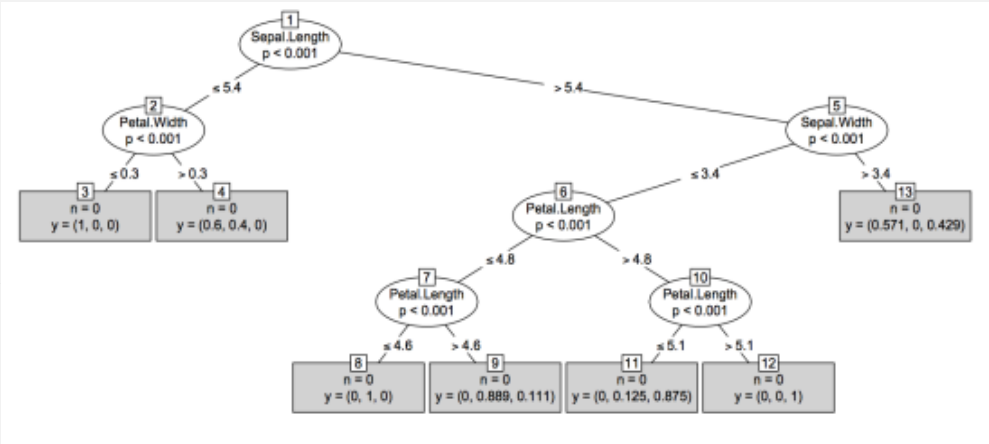 1
Sepal.Length
p < 0.001
≤ 5.4
> 5.4
2
Petal.Width
p < 0.001
5
Sepal.Width
p < 0.001
≤ 0.3
> 0.3
≤ 3.4
> 3.4
3
n = 0
y = (1, 0, 0)
4
n = 0
y = (0.6, 0.4, 0)
6
Petal.Length
p < 0.001
13
n = 0
y = (0.571, 0, 0.429)
≤ 4.8
> 4.8
7
Petal.Length
p < 0.001
10
Petal.Length
p < 0.001
≤ 4.6
> 4.6
≤ 5.1
> 5.1
8
n = 0
y = (0, 1, 0)
9
n = 0
y = (0, 0.889, 0.111)
11
n = 0
y = (0, 0.125, 0.875)
12
n = 0
y = (0, 0, 1)